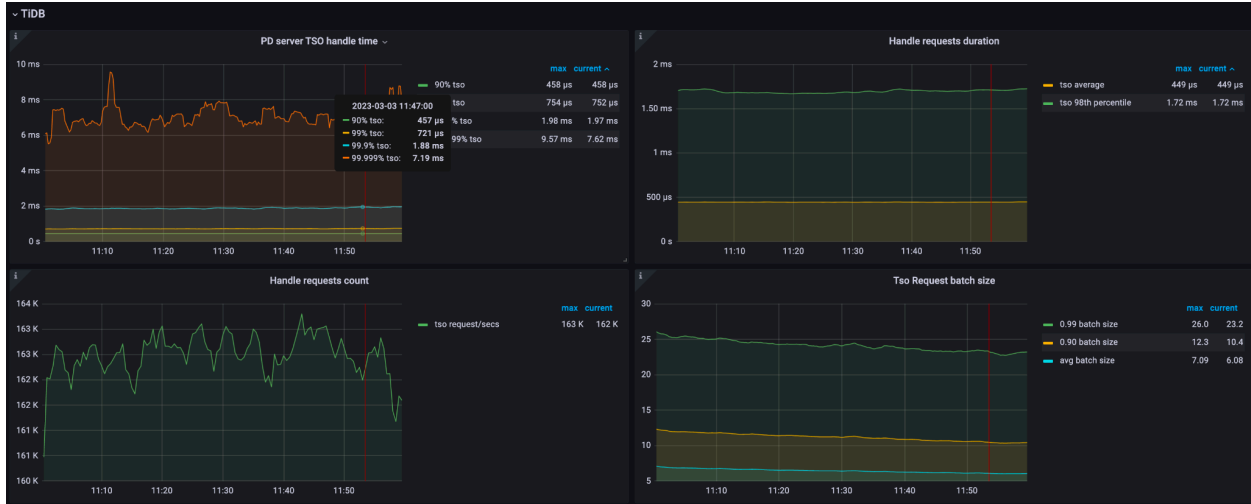 TiDB
i
PD server TSO handle time
10 ms
8 ms
6 ms
4 ms
2 ms
0 s
11:10 11:20 11:30 11:40 11:50
max current
90% tso 458 µs 458 µs
tso 754 µs 752 µs
% tso 1.98 ms 1.97 ms
99% tso 9.57 ms 7.62 ms
2023-03-03 11:47:00
90% tso: 457 µs
99% tso: 721 µs
99.9% tso: 1.88 ms
99.999% tso: 7.19 ms
i
Handle requests duration
2 ms
1.50 ms
1 ms
500 µs
0 s
11:10 11:20 11:30 11:40 11:50
max current
tso average 449 µs 449 µs
tso 98th percentile 1.72 ms 1.72 ms
i
Handle requests count
164 K
163 K
163 K
162 K
162 K
161 K
161 K
160 K
11:10 11:20 11:30 11:40 11:50
max current
tso request/secs 163 K 162 K
i
Tso Request batch size
30
25
20
15
10
5
11:10 11:20 11:30 11:40 11:50
max current
0.99 batch size 26.0 23.2
0.90 batch size 12.3 10.4
avg batch size 7.09 6.08